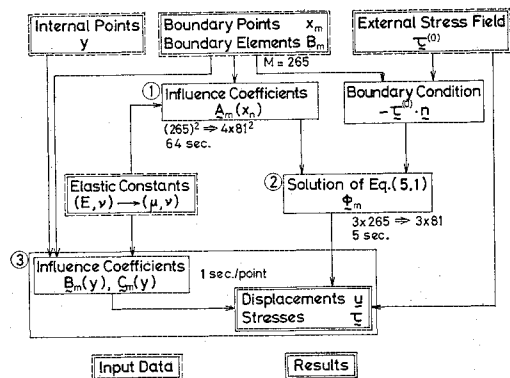 Internal Points
y
Boundary Points x_m
Boundary Elements B_m
External Stress Field
τ^(0)
M = 265
①
Influence Coefficients
A_m(x_n)
(265)² ⇒ 4x81²
64 sec.
Boundary Condition
-τ^(0)·n
Elastic Constants
(E,ν) → (μ,ν)
②
Solution of Eq.(5,1)
Φ_m
3x265 ⇒ 3x81
5 sec.
③
Influence Coefficients
B_m(y), C_m(y)
1 sec./point
Displacements u
Stresses τ
Input Data
Results